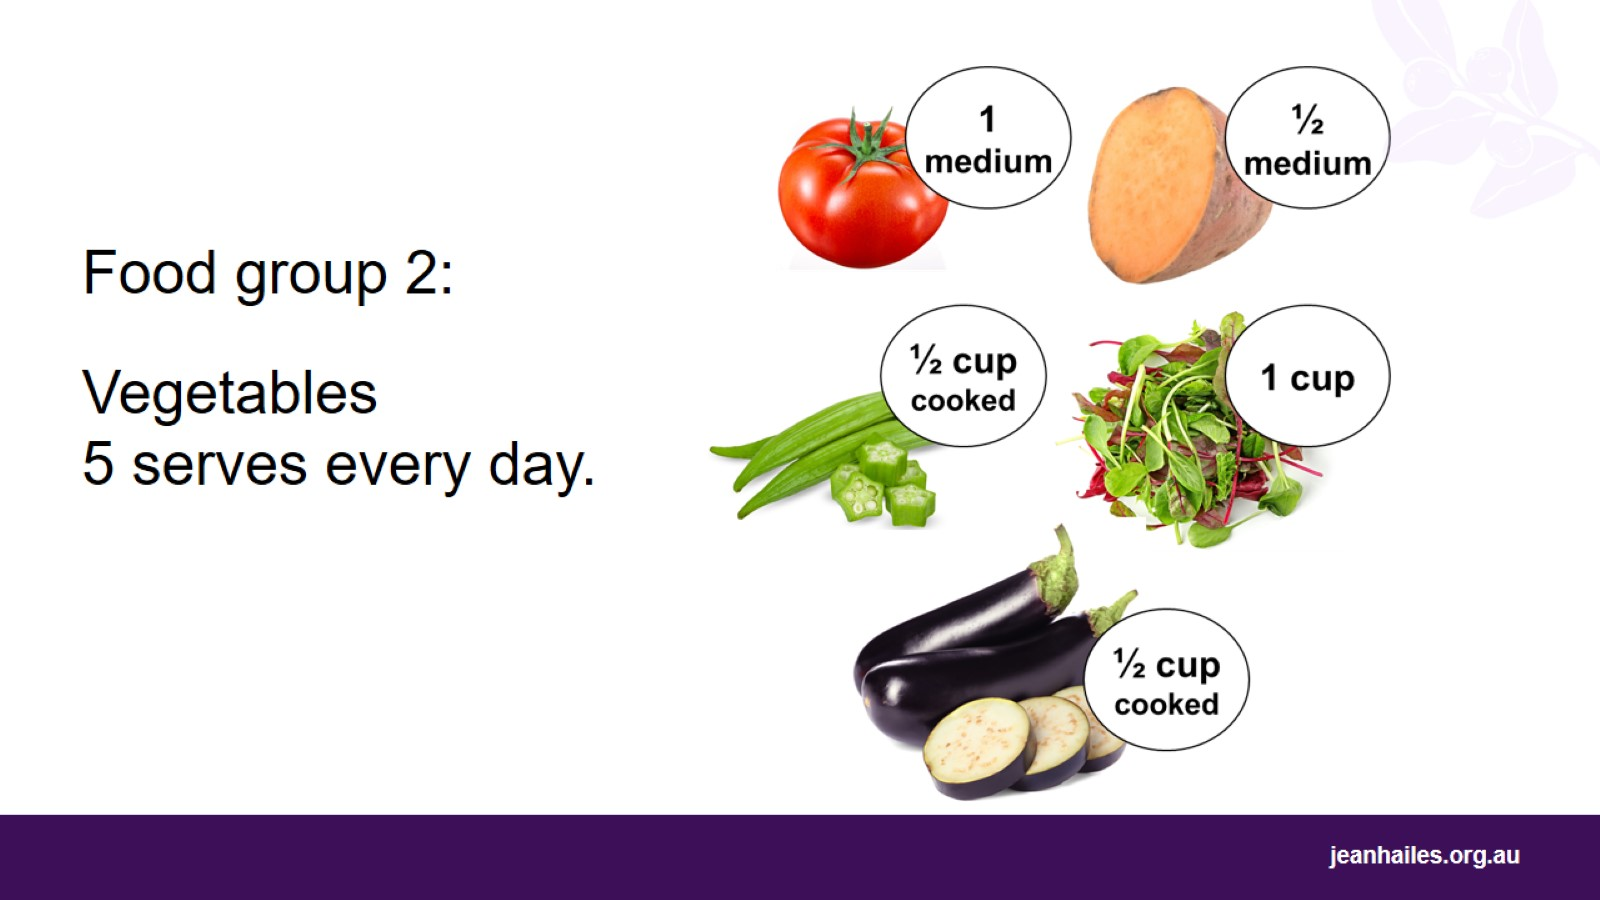 Food group 2:
Vegetables
5 serves every day.
1
medium
½
medium
½ cup
cooked
1 cup
½ cup
cooked
jeanhailes.org.au